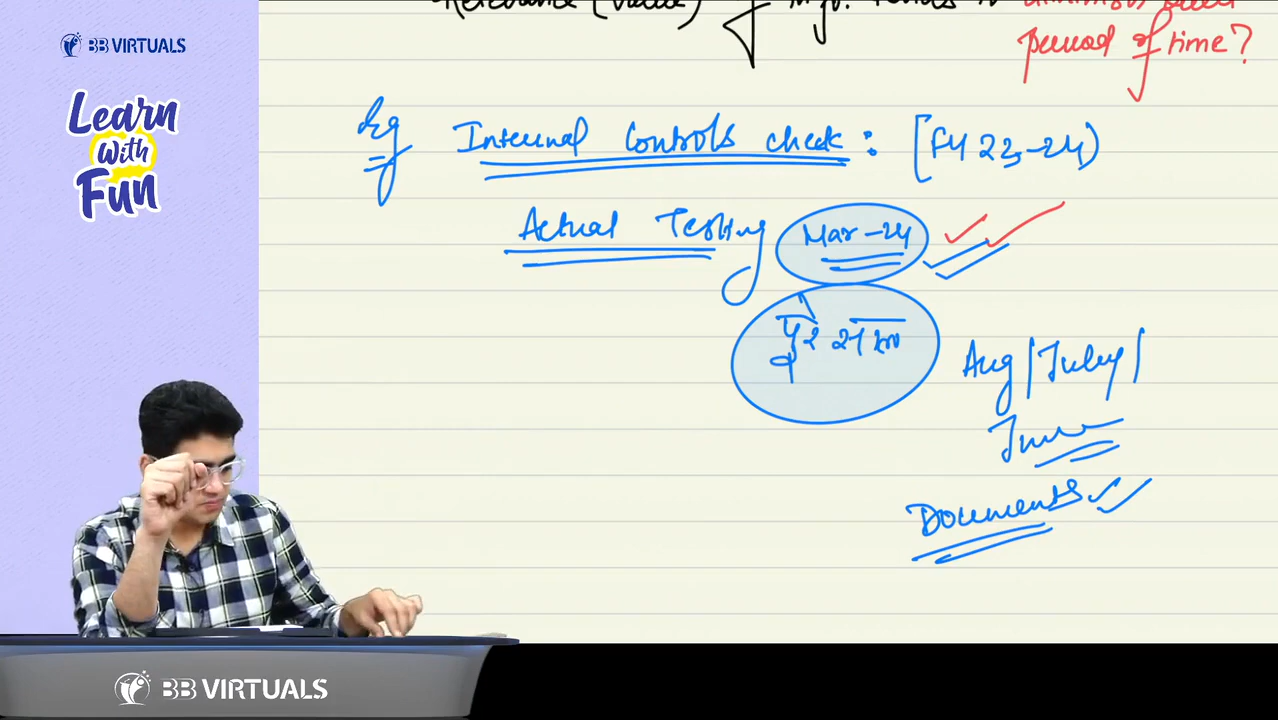 BB VIRTUALS
Learn
with
Fun
period of time?
Eg Internal Controls check : [FY 23-24)
Actual Testing Mar-24
Aug / July /
June
Documents
BB VIRTUALS